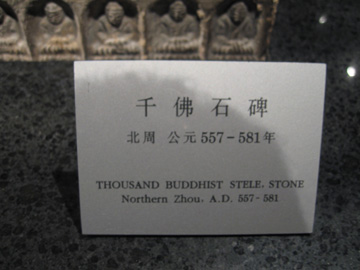 千佛石碑
北周 公元557-581年
THOUSAND BUDDHIST STELE, STONE
Northern Zhou, A.D. 557-581